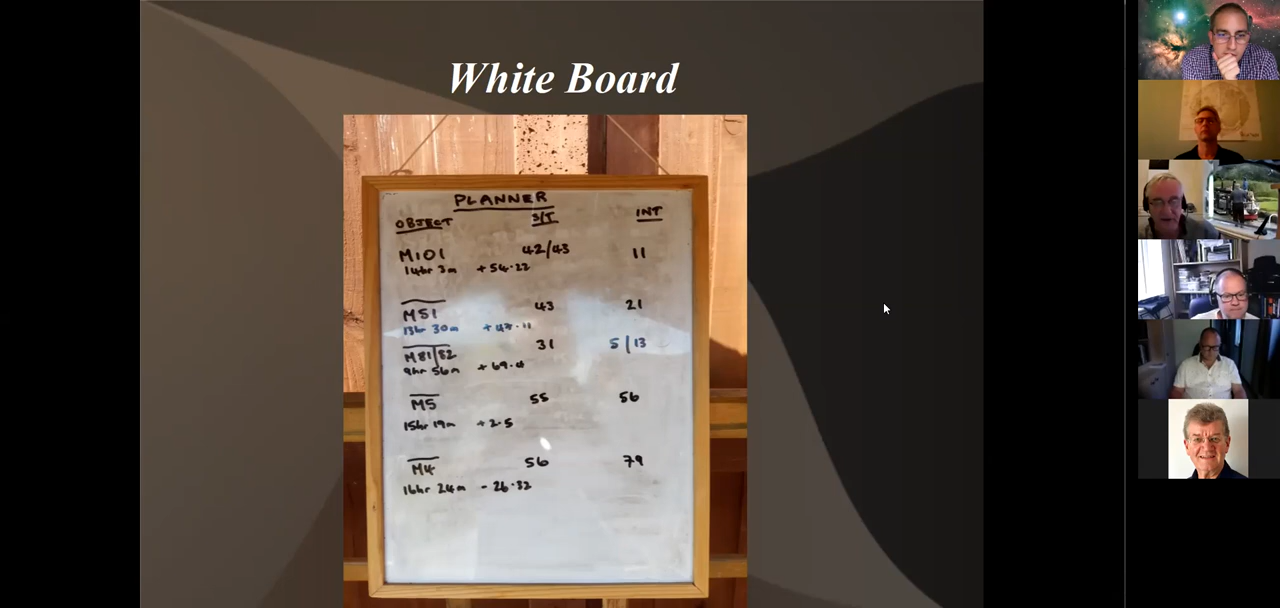 White Board
PLANNER
OBJECT S/T INT
M101 42/43 11
14hr 3m +54.22
M51 43 21
13hr 30m +47.11
M81/82 31 5/13
9hr 56m +69.4
M5 55 56
15hr 19m +2.5
M4 56 79
16hr 24m -26.32